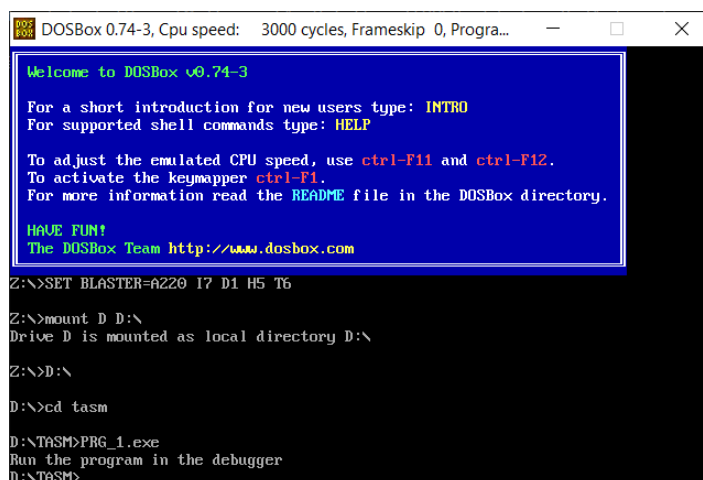 DOS BOX
DOSBox 0.74-3, Cpu speed: 3000 cycles, Frameskip 0, Progra...
Welcome to DOSBox v0.74-3
For a short introduction for new users type: INTRO
For supported shell commands type: HELP
To adjust the emulated CPU speed, use ctrl-F11 and ctrl-F12.
To activate the keymapper ctrl-F1.
For more information read the README file in the DOSBox directory.
HAVE FUN!
The DOSBox Team http://www.dosbox.com
Z:\>SET BLASTER=A220 I7 D1 H5 T6
Z:\>mount D D:\
Drive D is mounted as local directory D:\
Z:\>D:\
D:\>cd tasm
D:\TASM>PRG_1.exe
Run the program in the debugger
D:\TASM>